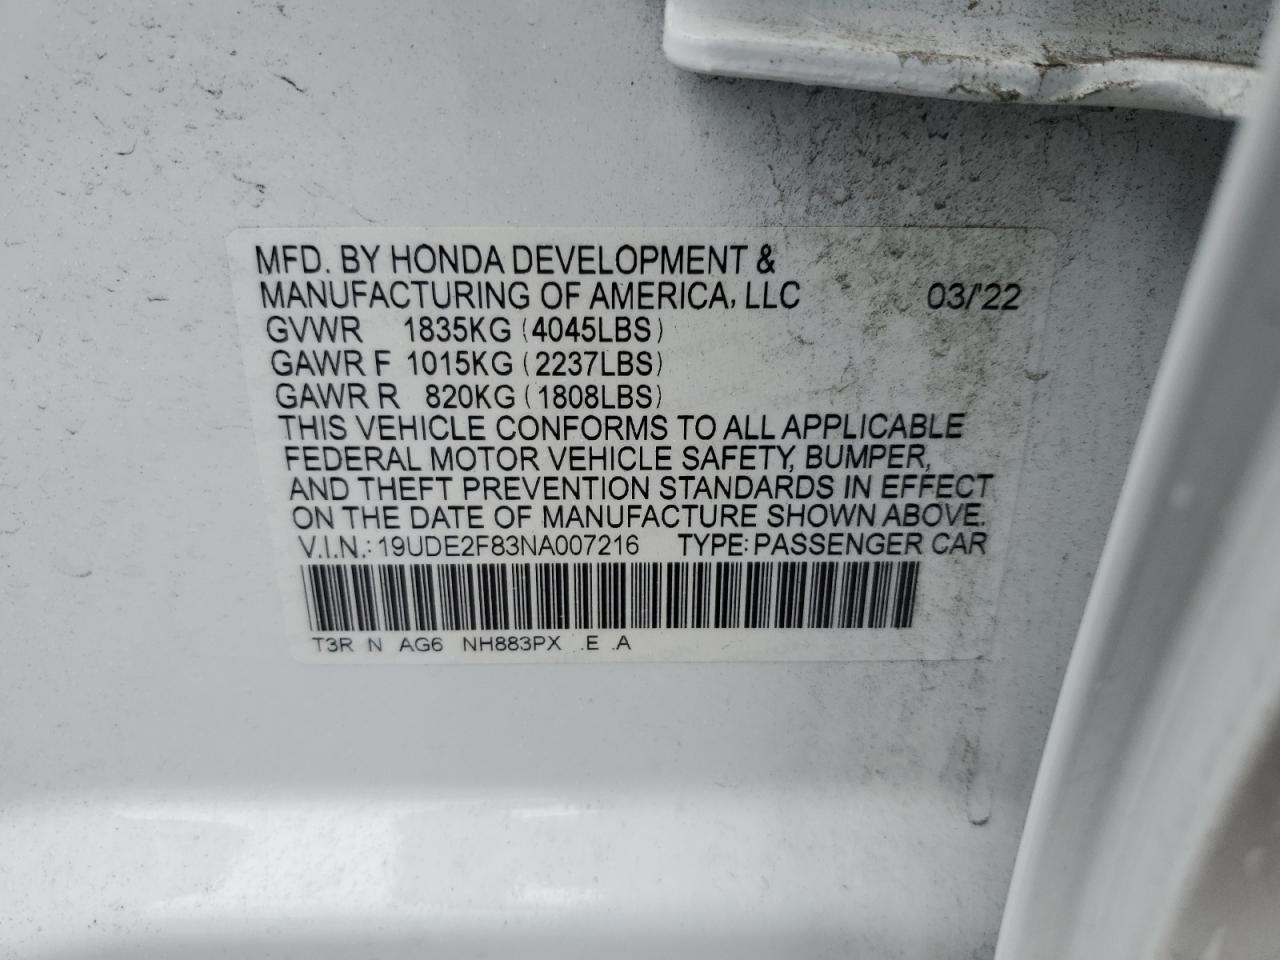 MFD. BY HONDA DEVELOPMENT &
MANUFACTURING OF AMERICA, LLC 03/'22
GVWR 1835KG (4045LBS)
GAWR F 1015KG (2237LBS)
GAWR R 820KG (1808LBS)
THIS VEHICLE CONFORMS TO ALL APPLICABLE
FEDERAL MOTOR VEHICLE SAFETY, BUMPER,
AND THEFT PREVENTION STANDARDS IN EFFECT
ON THE DATE OF MANUFACTURE SHOWN ABOVE.
V.I.N.: 19UDE2F83NA007216 TYPE: PASSENGER CAR
T3R N AG6 NH883PX .E .A